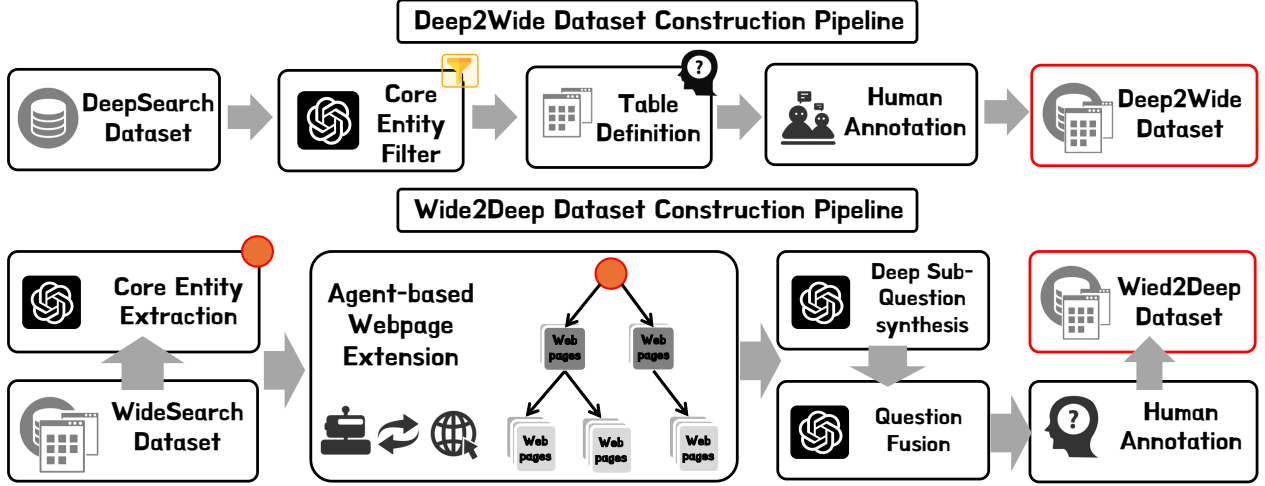 Deep2Wide Dataset Construction Pipeline
DeepSearch
Dataset
Core
Entity
Filter
?
Table
Definition
Human
Annotation
Deep2Wide
Dataset
Wide2Deep Dataset Construction Pipeline
Core Entity
Extraction
WideSearch
Dataset
Agent-based
Webpage
Extension
Web
pages
Web
pages
Web
pages
Web
pages
Web
pages
Deep Sub-
Question
synthesis
Question
Fusion
?
Human
Annotation
Wied2Deep
Dataset